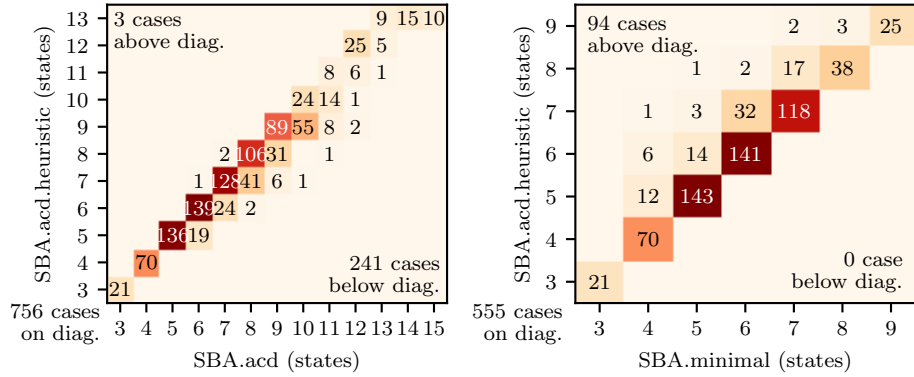 3 cases
above diag.
13 9 15 10
12 25 5
11 8 6 1
10 24 14 1
9 89 55 8 2
8 2 106 31 1
7 1 128 41 6 1
6 139 24 2
5 136 19
4 70
3 21
241 cases
below diag.
756 cases
on diag.
3 4 5 6 7 8 9 10 11 12 13 14 15
SBA.acd (states)
SBA.acd.heuristic (states)
94 cases
above diag.
9 2 3 25
8 1 2 17 38
7 1 3 32 118
6 6 14 141
5 12 143
4 70
3 21
0 case
below diag.
555 cases
on diag.
3 4 5 6 7 8 9
SBA.minimal (states)
SBA.acd.heuristic (states)